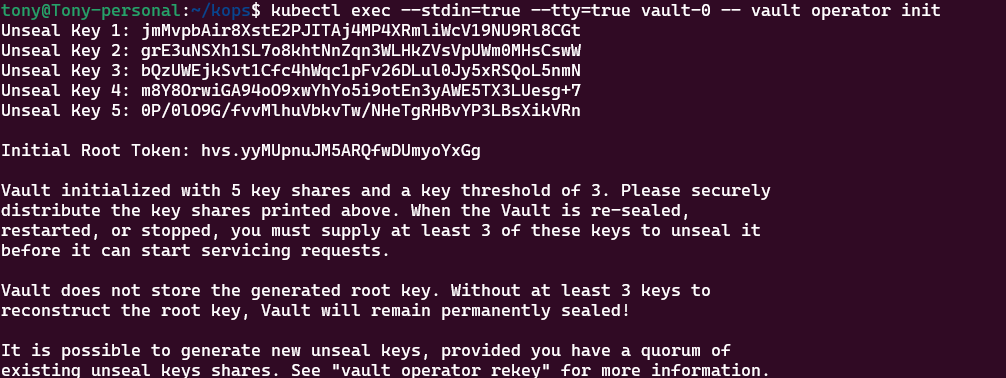 tony@Tony-personal:~/kops$ kubectl exec --stdin=true --tty=true vault-0 -- vault operator init
Unseal Key 1: jmMvpbAir8XstE2PJITAj4MP4XRmliWcV19NU9Rl8CGt
Unseal Key 2: grE3uNSXh1SL7o8khtNnZqn3WLHkZVsVpUWm0MHsCswW
Unseal Key 3: bQzUWEjkSvt1Cfc4hWqc1pFv26DLul0Jy5xRSQoL5nmN
Unseal Key 4: m8Y8OrwiGA94oO9xwYhYo5i9otEn3yAWE5TX3LUesg+7
Unseal Key 5: 0P/0lO9G/fvvMlhuVbkvTw/NHeTgRHBvYP3LBsXikVRn
Initial Root Token: hvs.yyMUpnuJM5ARQfwDUmyoYxGg
Vault initialized with 5 key shares and a key threshold of 3. Please securely
distribute the key shares printed above. When the Vault is re-sealed,
restarted, or stopped, you must supply at least 3 of these keys to unseal it
before it can start servicing requests.
Vault does not store the generated root key. Without at least 3 keys to
reconstruct the root key, Vault will remain permanently sealed!
It is possible to generate new unseal keys, provided you have a quorum of
existing unseal keys shares. See "vault operator rekey" for more information.